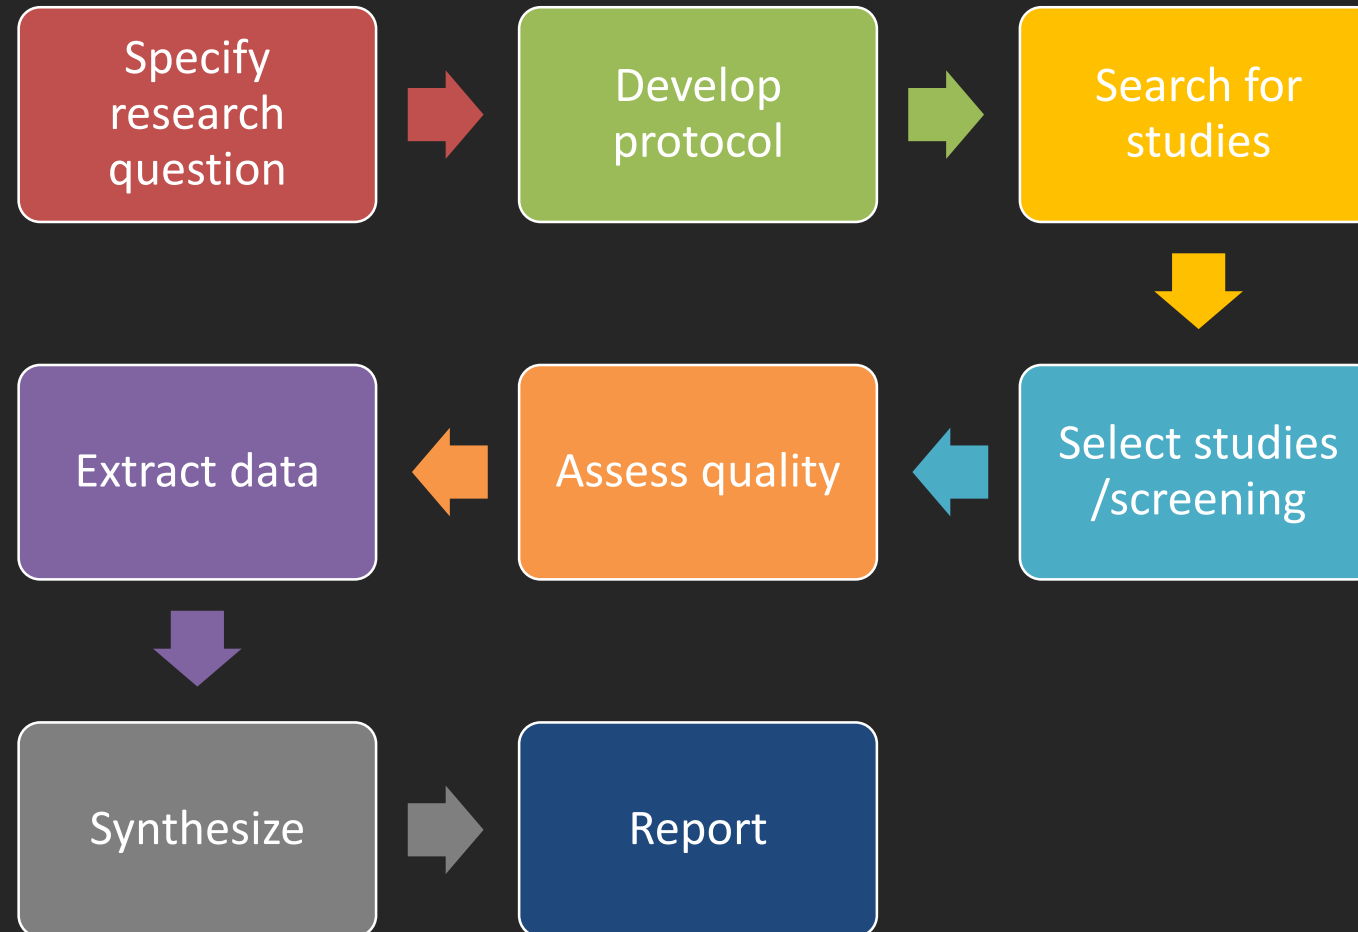 Specify
research
question
Develop
protocol
Search for
studies
Select studies
/screening
Assess quality
Extract data
Synthesize
Report